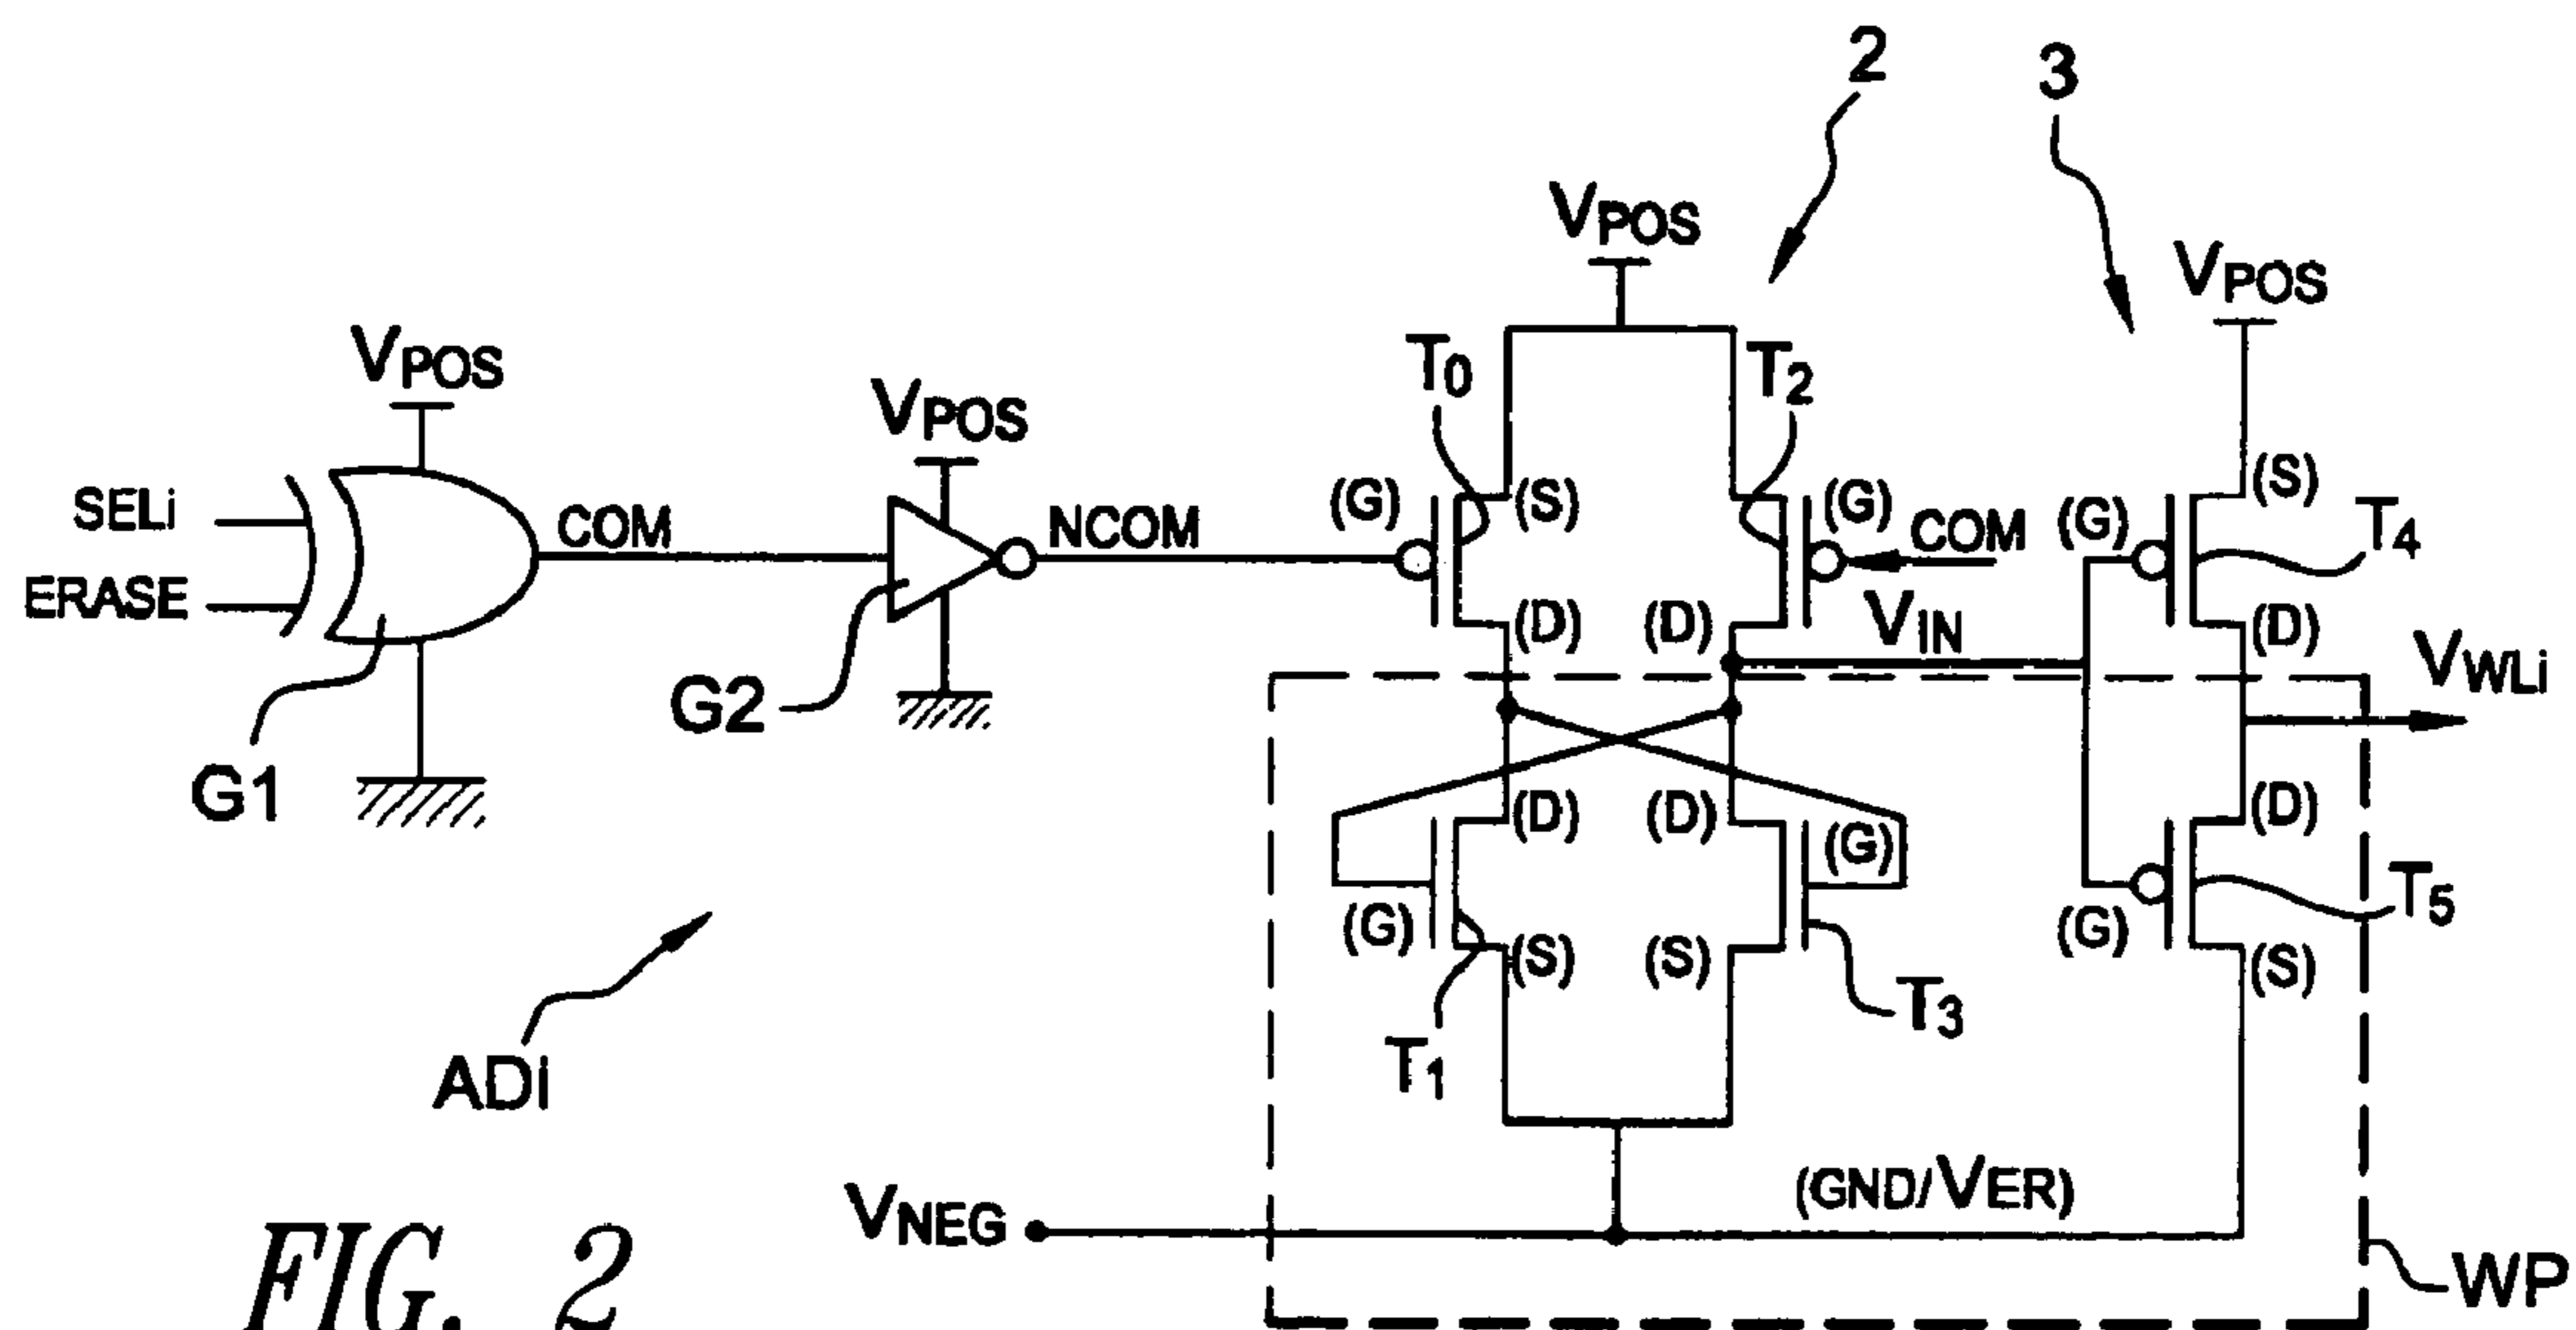 2
3
VPOS
VPOS
VPOS
VPOS
T0
T2
SELi
ERASE
COM
NCOM
(G)
(S)
(G)
COM
(G)
(S)
T4
(D)
(D)
VIN
(D)
VWLi
G1
G2
(D)
(D)
(G)
(D)
(G)
(S)
(S)
(G)
(S)
T5
T1
T3
ADi
VNEG
(GND/VER)
WP
FIG. 2